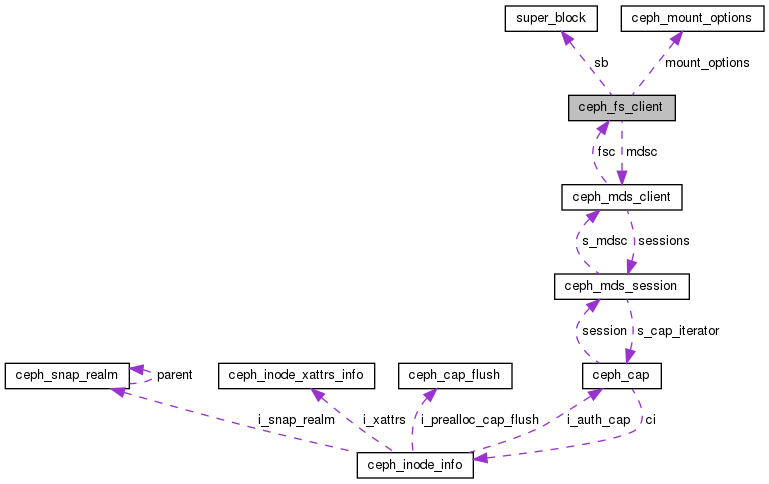 super_block
ceph_mount_options
sb
mount_options
ceph_fs_client
fsc
mdsc
ceph_mds_client
s_mdsc
sessions
ceph_mds_session
session
s_cap_iterator
ceph_snap_realm
parent
ceph_inode_xattrs_info
ceph_cap_flush
ceph_cap
i_snap_realm
i_xattrs
i_prealloc_cap_flush
i_auth_cap
ci
ceph_inode_info